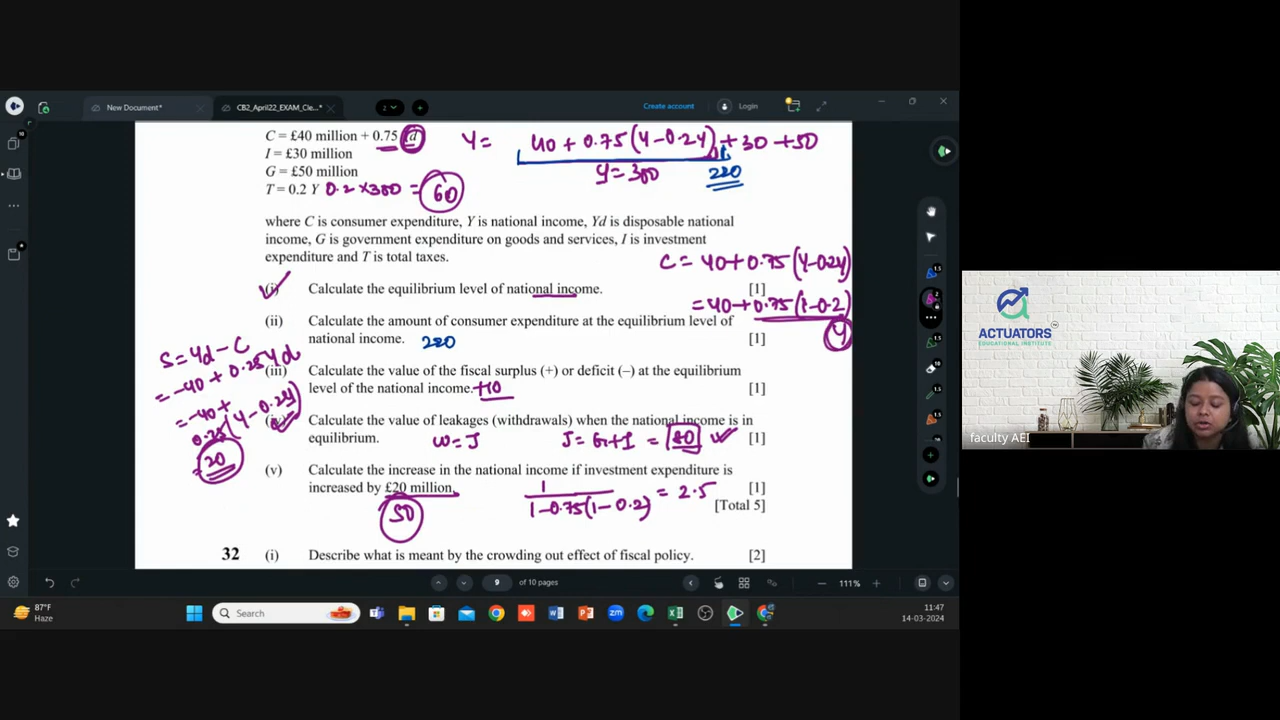 New Document*
CB2_April22_EXAM_Cle...*
2
Create account
Login
C = £40 million + 0.75 Yd
Y = 40 + 0.75 (Y-0.2Y) + 30 + 50
I = £30 million
G = £50 million
Y = 300
220
T = 0.2 Y 0.2 × 300 = 60
where C is consumer expenditure, Y is national income, Yd is disposable national
income, G is government expenditure on goods and services, I is investment
expenditure and T is total taxes.
C = 40 + 0.75 (Y-0.2Y)
(i) Calculate the equilibrium level of national income. [1]
= 40 + 0.75 (1-0.2) Y
(ii) Calculate the amount of consumer expenditure at the equilibrium level of
national income. 220 [1]
S = Yd - C
= -40 + 0.25 Yd
= -40 +
0.25 (Y-0.2Y)
20
(iii) Calculate the value of the fiscal surplus (+) or deficit (–) at the equilibrium
level of the national income. +10 [1]
Calculate the value of leakages (withdrawals) when the national income is in
equilibrium. W = J J = G + I = 80 [1]
(v) Calculate the increase in the national income if investment expenditure is
increased by £20 million. [1]
50
1
1-0.75(1-0.2) = 2.5
[Total 5]
32 (i) Describe what is meant by the crowding out effect of fiscal policy. [2]
9 of 10 pages
111%
87°F
Haze
Search
zm
11:47
14-03-2024
ACTUATORS
EDUCATIONAL INSTITUTE
faculty AEI